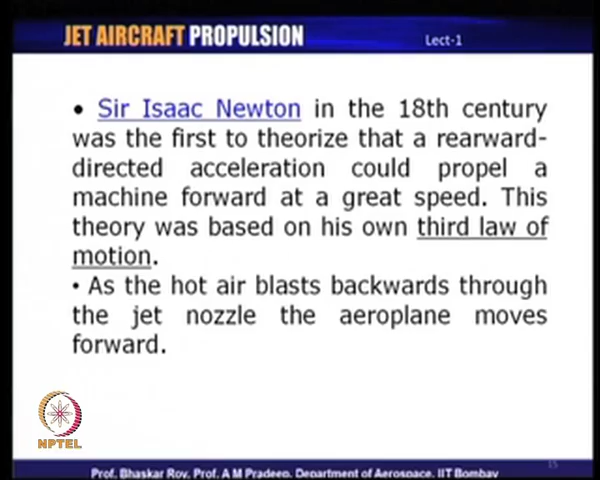 JET AIRCRAFT PROPULSION
Lect-1
• Sir Isaac Newton in the 18th century
was the first to theorize that a rearward-
directed acceleration could propel a
machine forward at a great speed. This
theory was based on his own third law of
motion.
• As the hot air blasts backwards through
the jet nozzle the aeroplane moves
forward.
NPTEL
15
Prof. Bhaskar Roy, Prof. A M Pradeep, Department of Aerospace, IIT Bombay